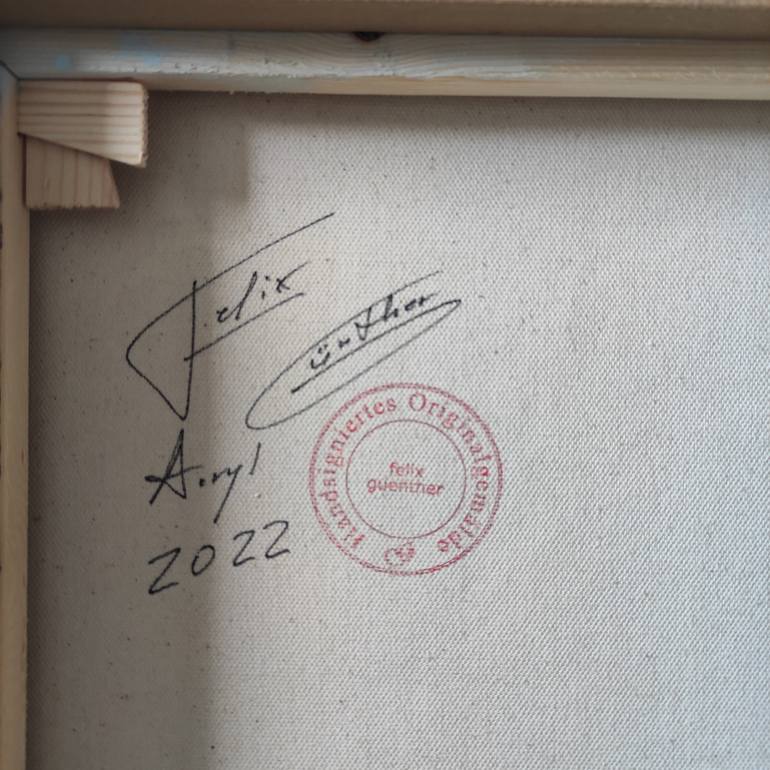 Felix
Günther
Acryl
2022
Handsigniertes Originalgemälde
felix
guenther